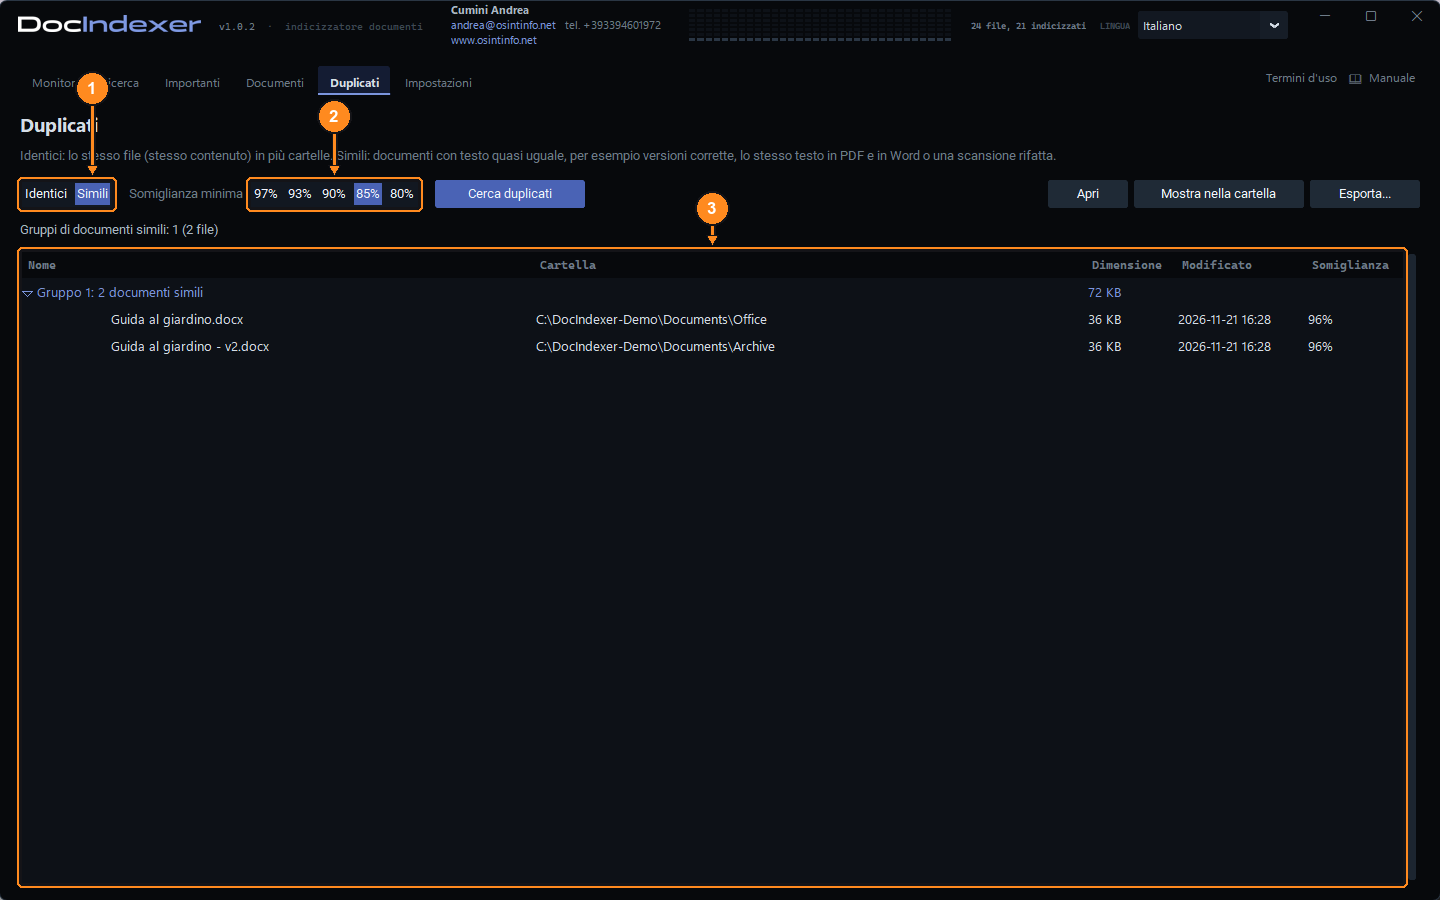 DocIndexer v1.0.2 · indicizzatore documenti
Cumini Andrea
andrea@osintinfo.net tel. +393394601972
www.osintinfo.net
24 file, 21 indicizzati LINGUA Italiano
Monitor 1 cerca Importanti Documenti Duplicati Impostazioni
Termini d'uso Manuale
2
Duplicati
Identici: lo stesso file (stesso contenuto) in più cartelle. Simili: documenti con testo quasi uguale, per esempio versioni corrette, lo stesso testo in PDF e in Word o una scansione rifatta.
Identici Simili Somiglianza minima 97% 93% 90% 85% 80% Cerca duplicati Apri Mostra nella cartella Esporta...
3
Gruppi di documenti simili: 1 (2 file)
Nome Cartella Dimensione Modificato Somiglianza
Gruppo 1: 2 documenti simili 72 KB
Guida al giardino.docx C:\DocIndexer-Demo\Documents\Office 36 KB 2026-11-21 16:28 96%
Guida al giardino - v2.docx C:\DocIndexer-Demo\Documents\Archive 36 KB 2026-11-21 16:28 96%